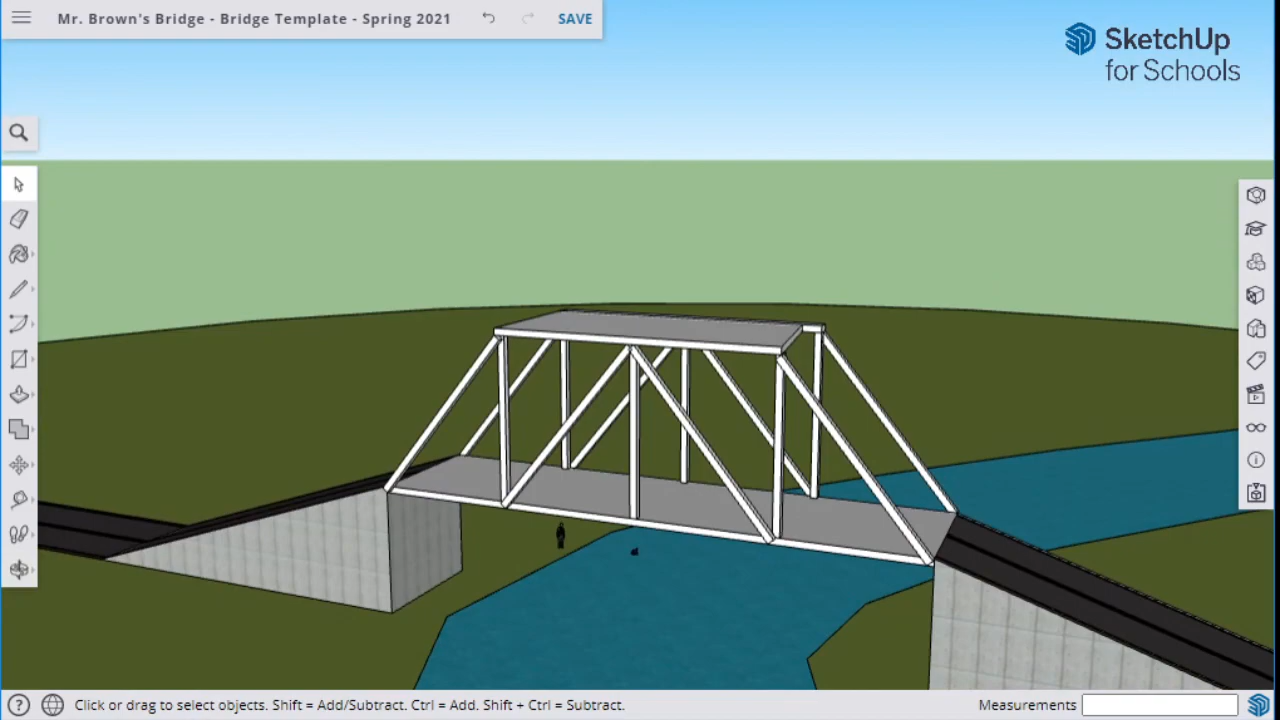 Mr. Brown's Bridge - Bridge Template - Spring 2021
SAVE
SketchUp
for Schools
Click or drag to select objects. Shift = Add/Subtract. Ctrl = Add. Shift + Ctrl = Subtract.
Measurements